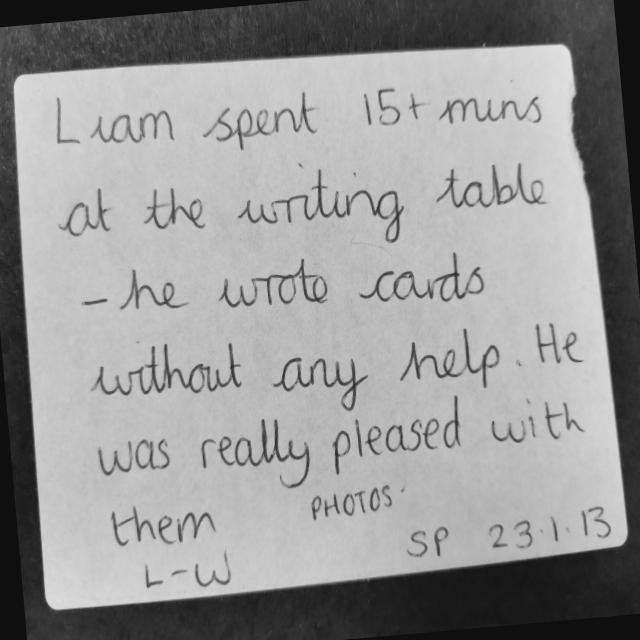 Liam spent 15+ mins
at the writing table
- he wrote cards
without any help. He
was really pleased with
them PHOTOS
SP 23.1.13
L-W